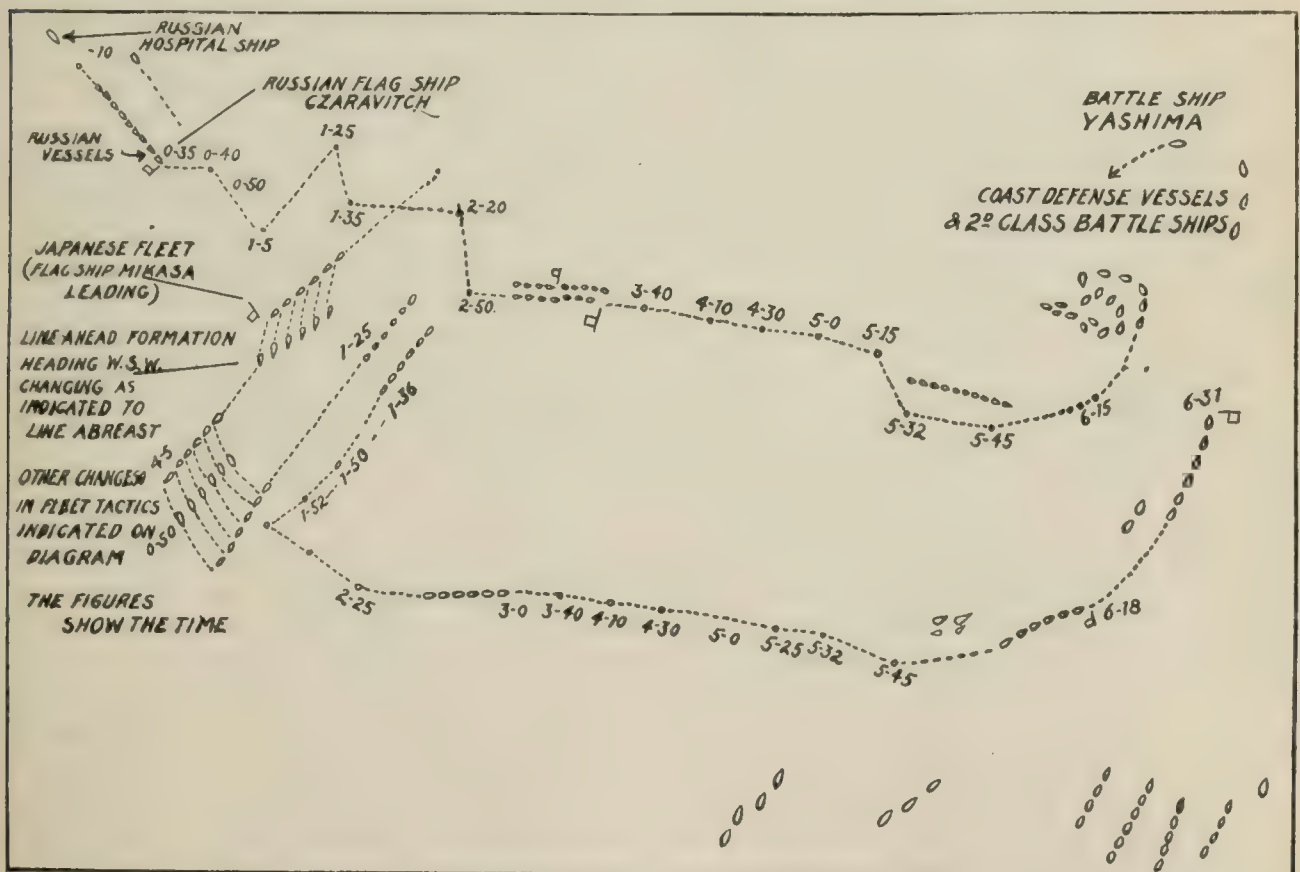 RUSSIAN
HOSPITAL SHIP
-10
RUSSIAN FLAG SHIP
CZARAVITCH
RUSSIAN
VESSELS
0-35 0-40
0-50
1-5
1-25
1-35
2-20
2-50.
BATTLE SHIP
YASHIMA
COAST DEFENSE VESSELS
& 2º CLASS BATTLE SHIPS
JAPANESE FLEET
(FLAG SHIP MIKASA
LEADING)
LINE AHEAD FORMATION
HEADING W.S.W.
CHANGING AS
INDICATED TO
LINE ABREAST
OTHER CHANGES
IN FLEET TACTICS
INDICATED ON
DIAGRAM
THE FIGURES
SHOW THE TIME
4-5
0-50
1-25
1-36
1-50
1-52
3-40
4-10
4-30
5-0
5-15
5-32
5-45
6-15
6-31
2-25
3-0
3-40
4-10
4-30
5-0
5-25
5-32
5-45
6-18